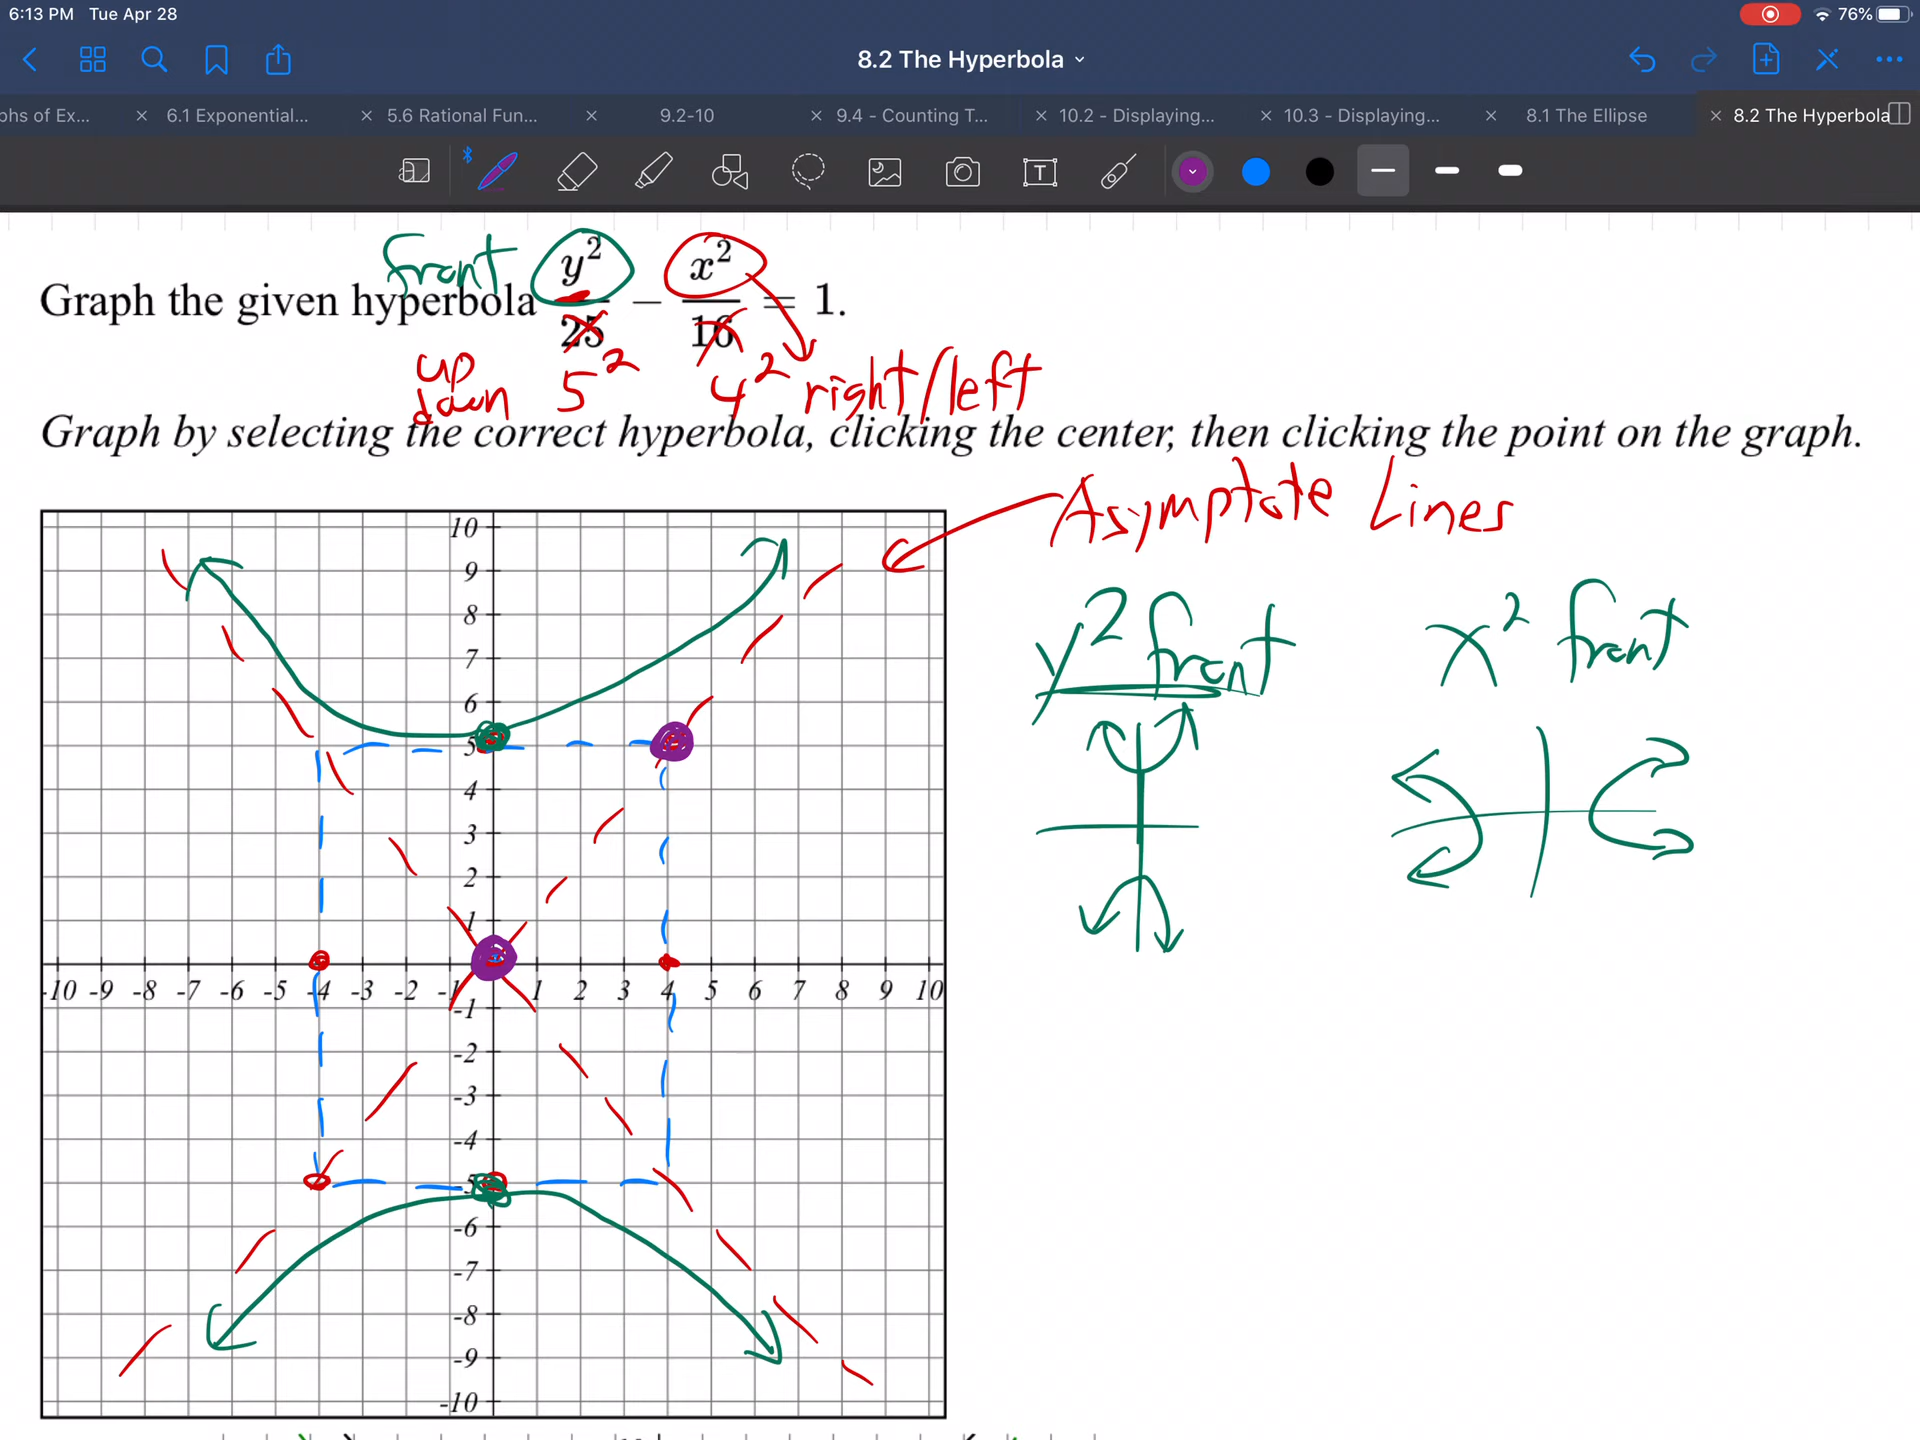 6:13 PM Tue Apr 28 76%
8.2 The Hyperbola
phs of Ex... 6.1 Exponential... 5.6 Rational Fun... 9.2-10 9.4 - Counting T... 10.2 - Displaying... 10.3 - Displaying... 8.1 The Ellipse 8.2 The Hyperbola
T
front
Graph the given hyperbola y²/25 − x²/16 = 1.
up down 5² 4² right/left
Graph by selecting the correct hyperbola, clicking the center, then clicking the point on the graph.
Asymptote Lines
y² front x² front
10
9
8
7
6
5
4
3
2
1
-10 -9 -8 -7 -6 -5 -4 -3 -2 -1 1 2 3 4 5 6 7 8 9 10
-1
-2
-3
-4
-5
-6
-7
-8
-9
-10